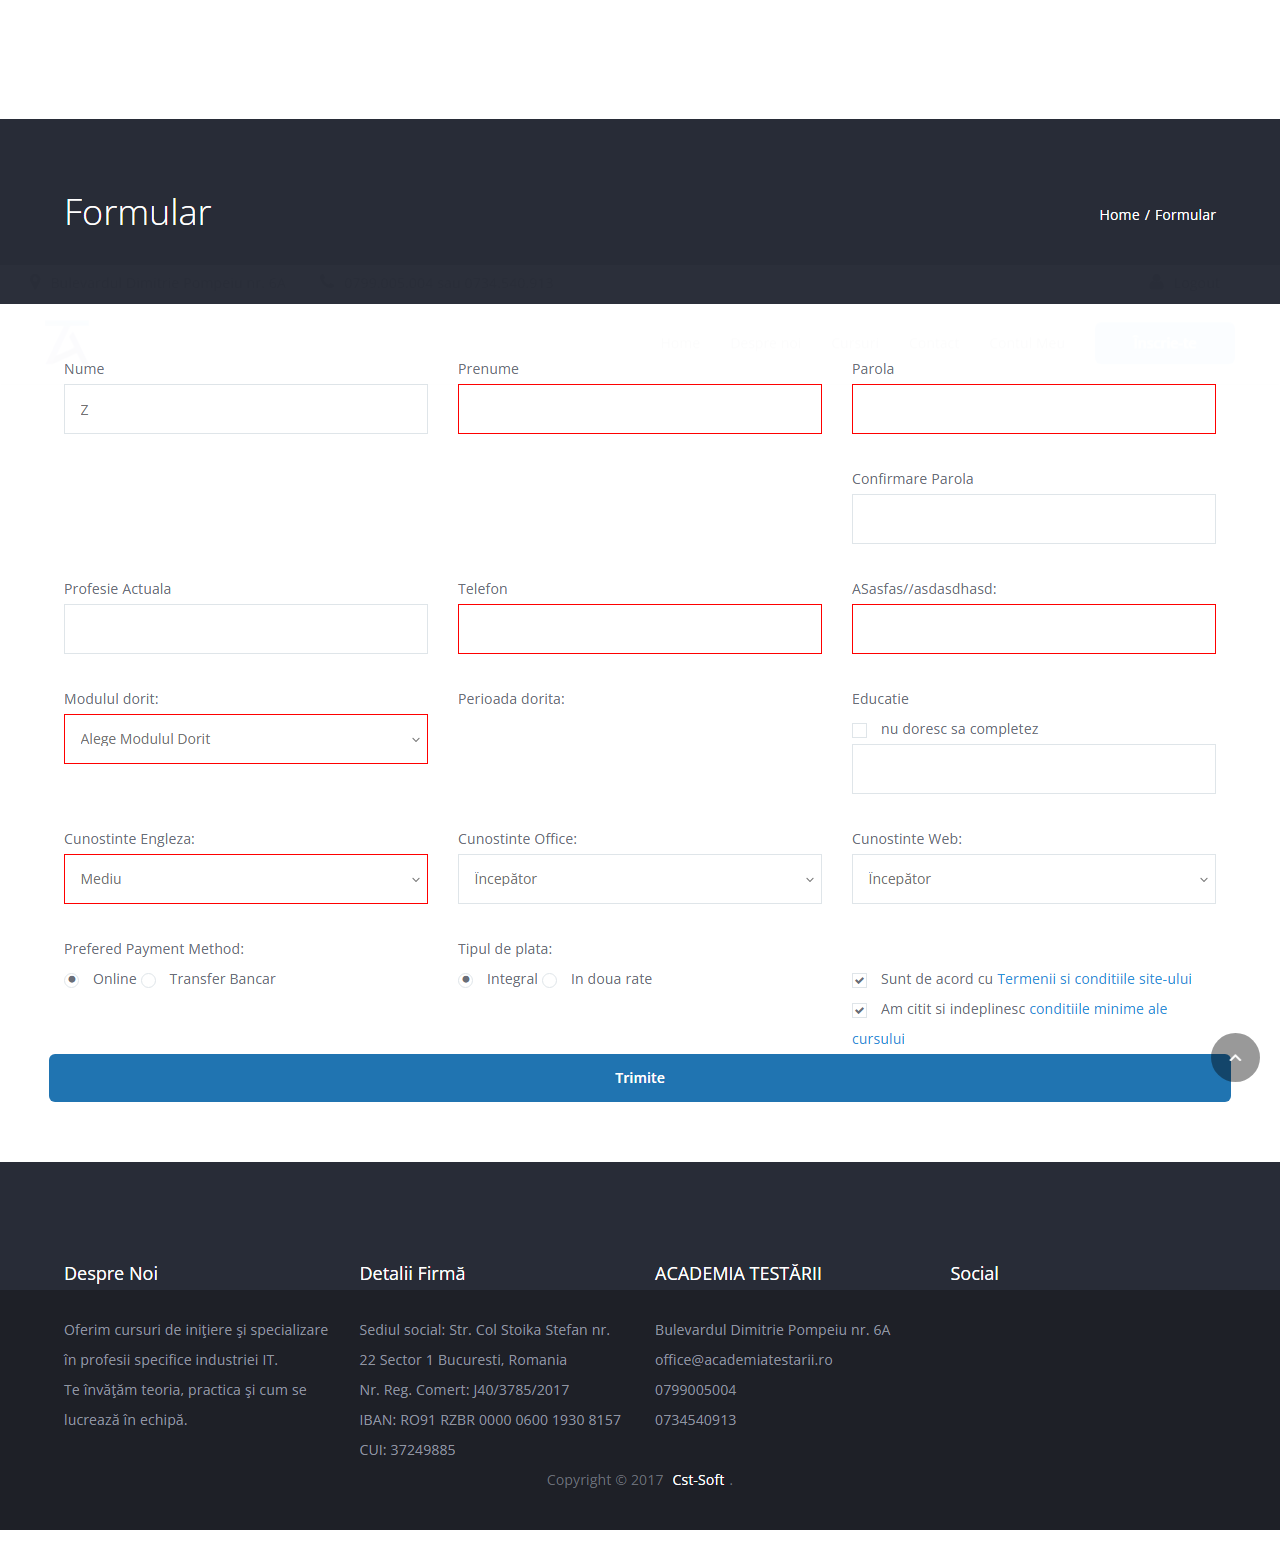 Formular
Home / Formular
Nume
Prenume
Parola
Z
Confirmare Parola
Profesie Actuala
Telefon
ASasfas//asdasdhasd:
Modulul dorit:
Perioada dorita:
Educatie
Alege Modulul Dorit
nu doresc sa completez
Cunostinte Engleza:
Cunostinte Office:
Cunostinte Web:
Mediu
Începător
Începător
Prefered Payment Method:
Tipul de plata:
Online
Transfer Bancar
Integral
In doua rate
Sunt de acord cu Termenii si conditiile site-ului
Am citit si indeplinesc conditiile minime ale
cursului
Trimite
Despre Noi
Oferim cursuri de inițiere și specializare
în profesii specifice industriei IT.
Te învățăm teoria, practica și cum se
lucrează în echipă.
Detalii Firmă
Sediul social: Str. Col Stoika Stefan nr.
22 Sector 1 Bucuresti, Romania
Nr. Reg. Comert: J40/3785/2017
IBAN: RO91 RZBR 0000 0600 1930 8157
CUI: 37249885
ACADEMIA TESTĂRII
Bulevardul Dimitrie Pompeiu nr. 6A
office@academiatestarii.ro
0799005004
0734540913
Social
Copyright © 2017 Cst-Soft .